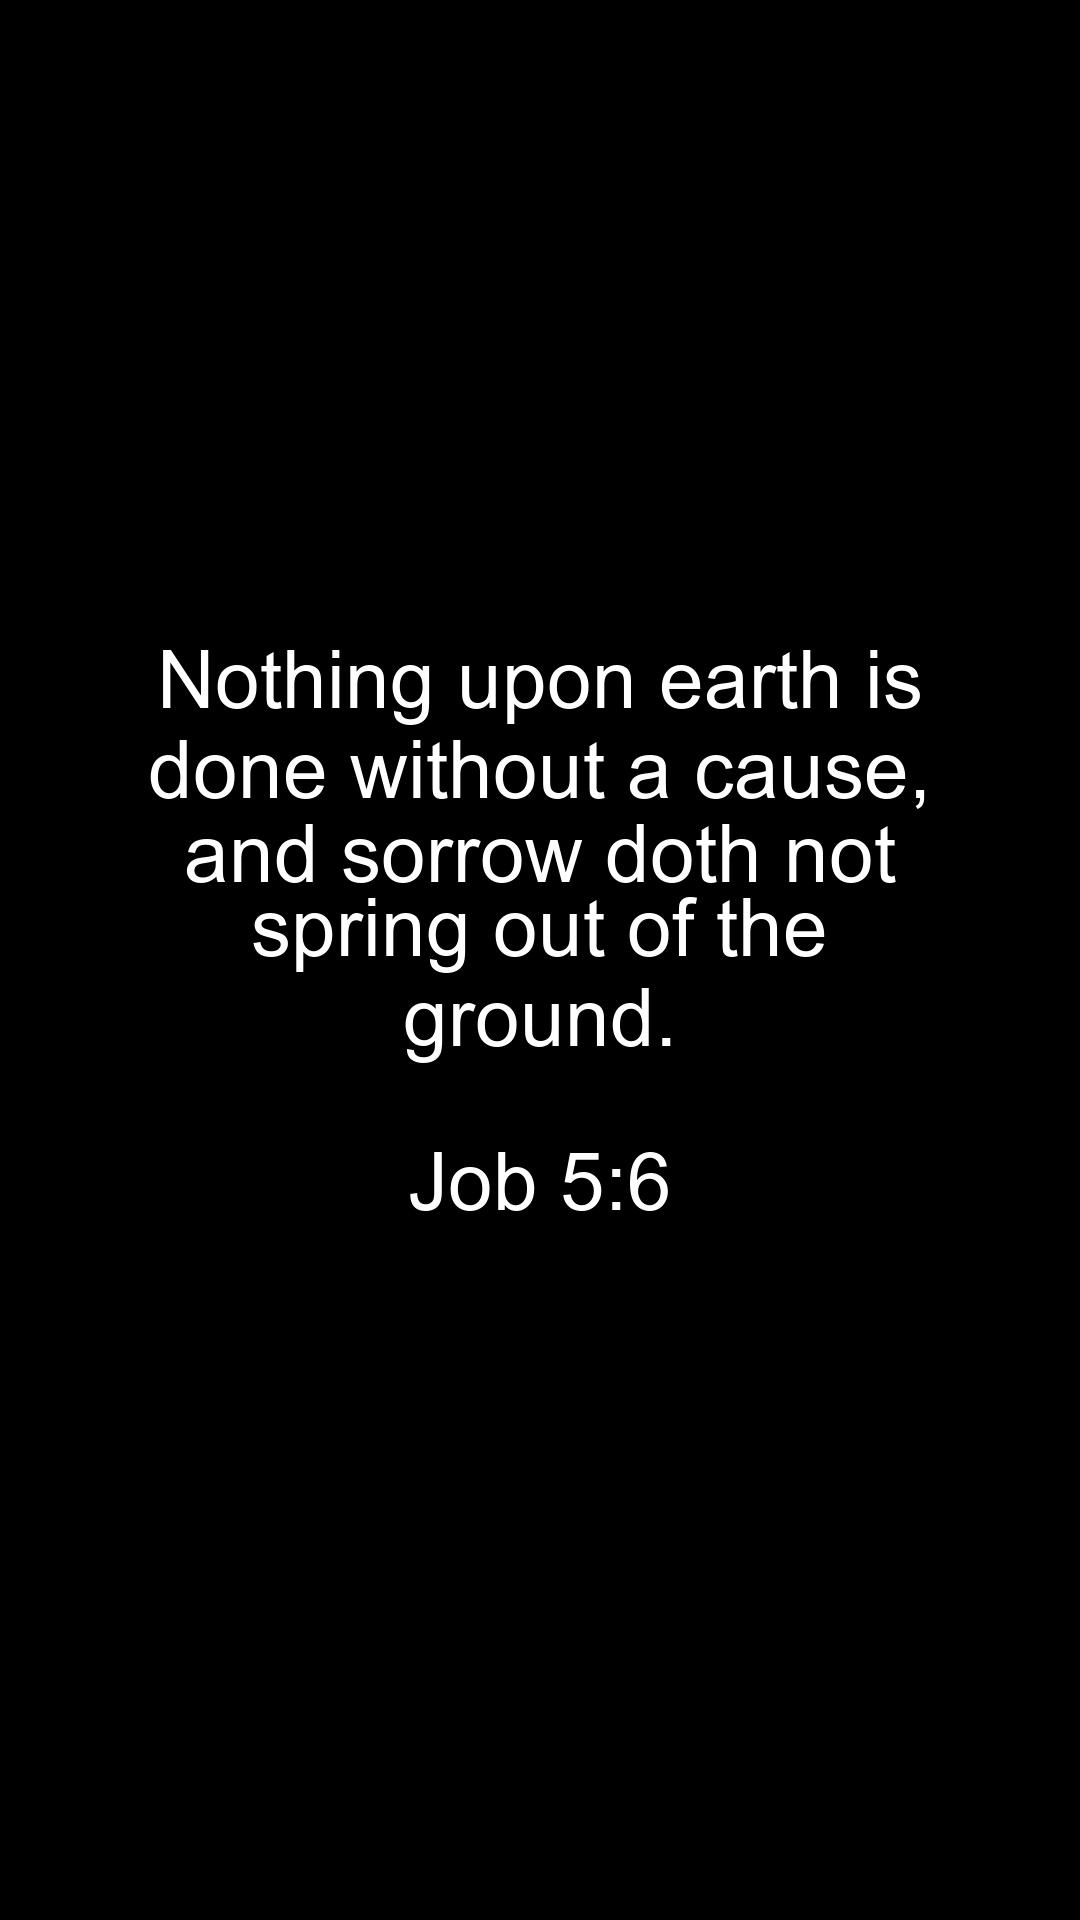 Nothing upon earth is
done without a cause,
and sorrow doth not
spring out of the
ground.
Job 5:6